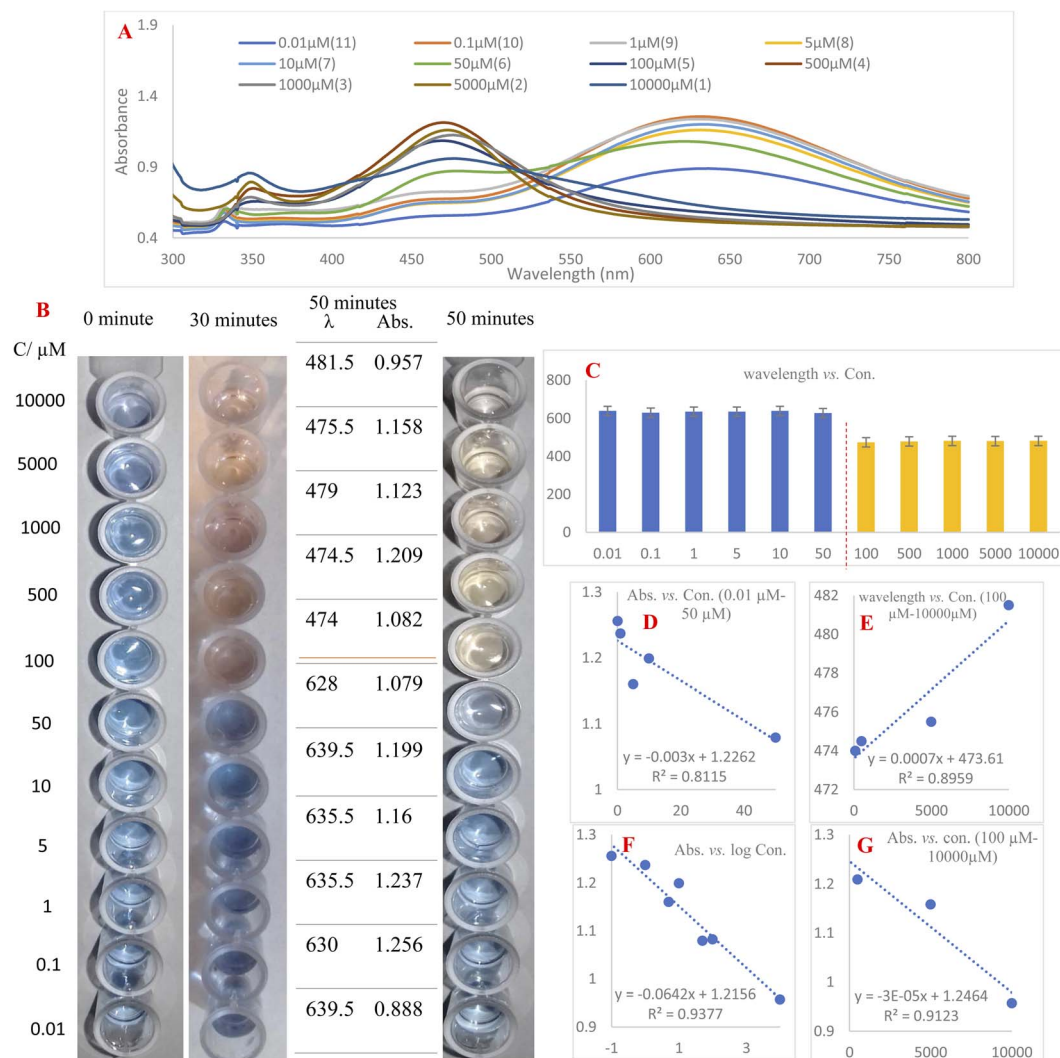 A
1.9
1.4
0.9
0.4
Absorbance
0.01µM(11) 0.1µM(10) 1µM(9) 5µM(8)
10µM(7) 50µM(6) 100µM(5) 500µM(4)
1000µM(3) 5000µM(2) 10000µM(1)
300 350 400 450 500 550 600 650 700 750 800
Wavelength (nm)
B
0 minute 30 minutes 50 minutes 50 minutes
λ Abs.
C/ µM
10000 481.5 0.957
5000 475.5 1.158
1000 479 1.123
500 474.5 1.209
100 474 1.082
50 628 1.079
10 639.5 1.199
5 635.5 1.16
1 635.5 1.237
0.1 630 1.256
0.01 639.5 0.888
C
wavelength vs. Con.
800
600
400
200
0
0.01 0.1 1 5 10 50 100 500 1000 5000 10000
D
Abs. vs. Con. (0.01 µM-
50 µM)
1.3
1.2
1.1
1
y = -0.003x + 1.2262
R² = 0.8115
0 20 40
E
wavelength vs. Con. (100
µM-10000µM)
482
480
478
476
474
472
y = 0.0007x + 473.61
R² = 0.8959
0 5000 10000
F
Abs. vs. log Con.
1.3
1.2
1.1
1
0.9
y = -0.0642x + 1.2156
R² = 0.9377
-1 1 3
G
Abs. vs. con. (100 µM-
10000µM)
1.3
1.2
1.1
1
0.9
y = -3E-05x + 1.2464
R² = 0.9123
0 5000 10000